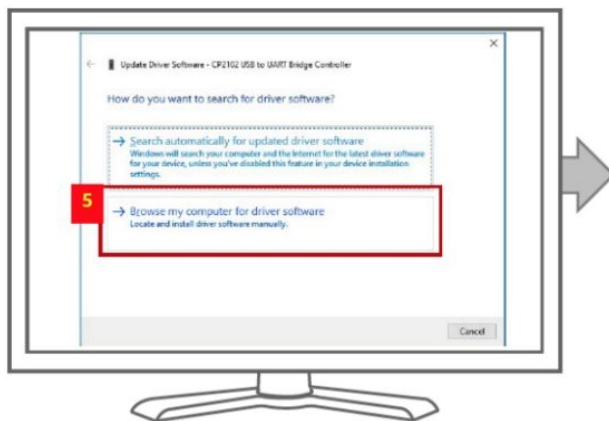 Update Driver Software - CP2102 USB to UART Bridge Controller
How do you want to search for driver software?
Search automatically for updated driver software
Windows will search your computer and the Internet for the latest driver software
for your device, unless you've disabled this feature in your device installation
settings.
5
Browse my computer for driver software
Locate and install driver software manually.
Cancel